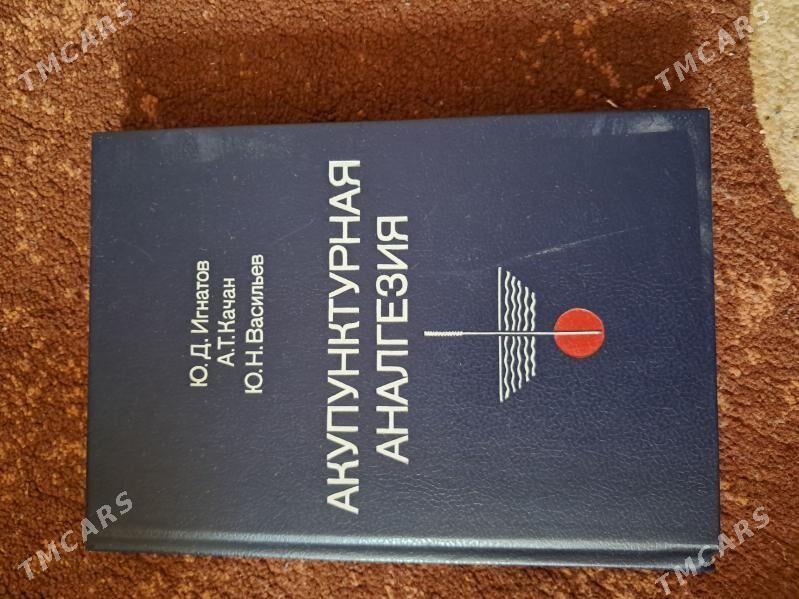 Ю.Д. Игнатов
А.Т. Качан
Ю.Н. Васильев
АКУПУНКТУРНАЯ
АНАЛГЕЗИЯ
TMCARS
TMCARS
TMCARS
TMCARS